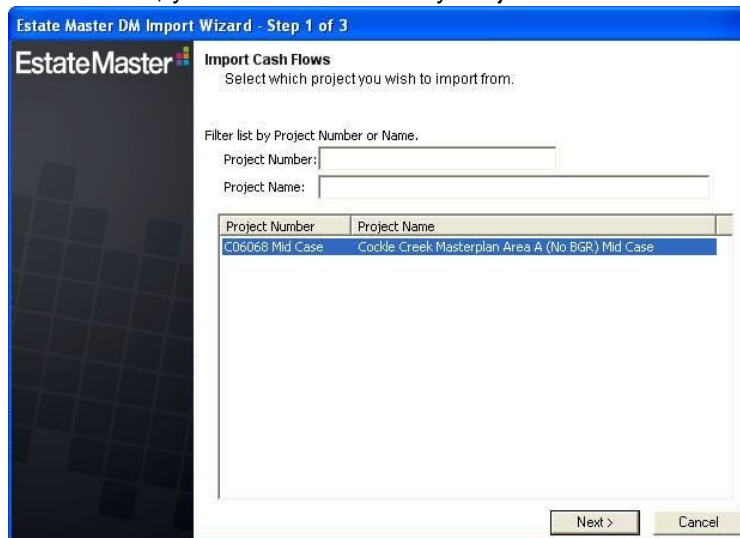 Estate Master DM Import Wizard - Step 1 of 3
EstateMaster
Import Cash Flows
Select which project you wish to import from.
Filter list by Project Number or Name.
Project Number:
Project Name:
Project Number Project Name
C06068 Mid Case Cockle Creek Masterplan Area A (No BGR) Mid Case
Next > Cancel